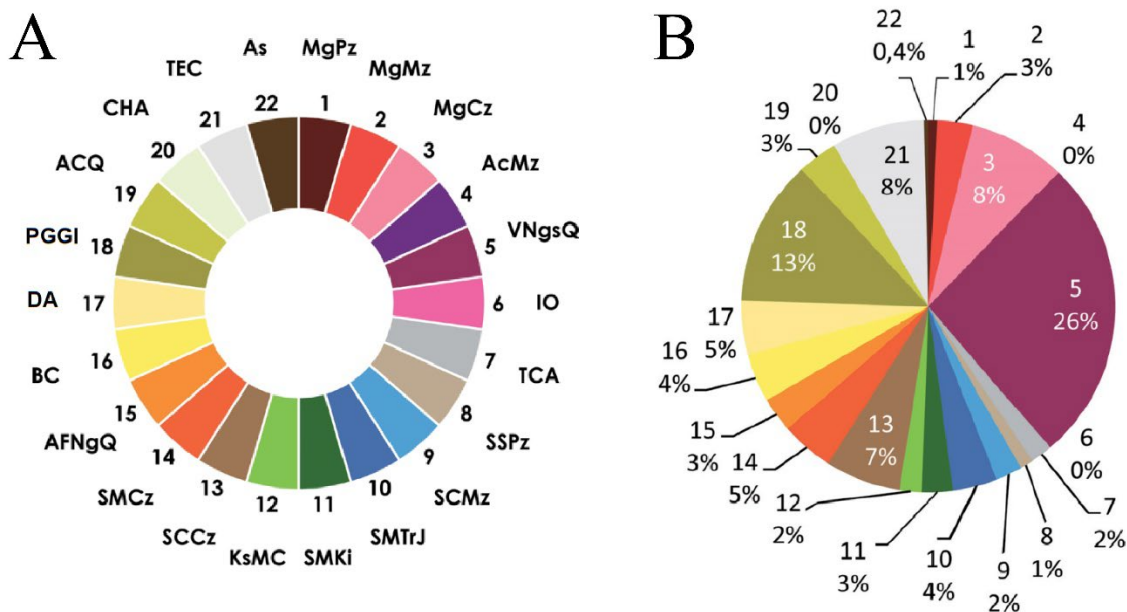 A
As
MgPz
MgMz
MgCz
AcMz
VNgsQ
IO
TCA
SSPz
SCMz
SMTrJ
SMKi
KsMC
SCCz
SMCz
AFNgQ
BC
DA
PGGI
ACQ
CHA
TEC
1
2
3
4
5
6
7
8
9
10
11
12
13
14
15
16
17
18
19
20
21
22
B
22
0,4%
1
1%
2
3%
3
8%
4
0%
5
26%
6
0%
7
2%
8
1%
9
2%
10
4%
11
3%
12
2%
13
7%
14
5%
15
3%
16
4%
17
5%
18
13%
19
3%
20
0%
21
8%